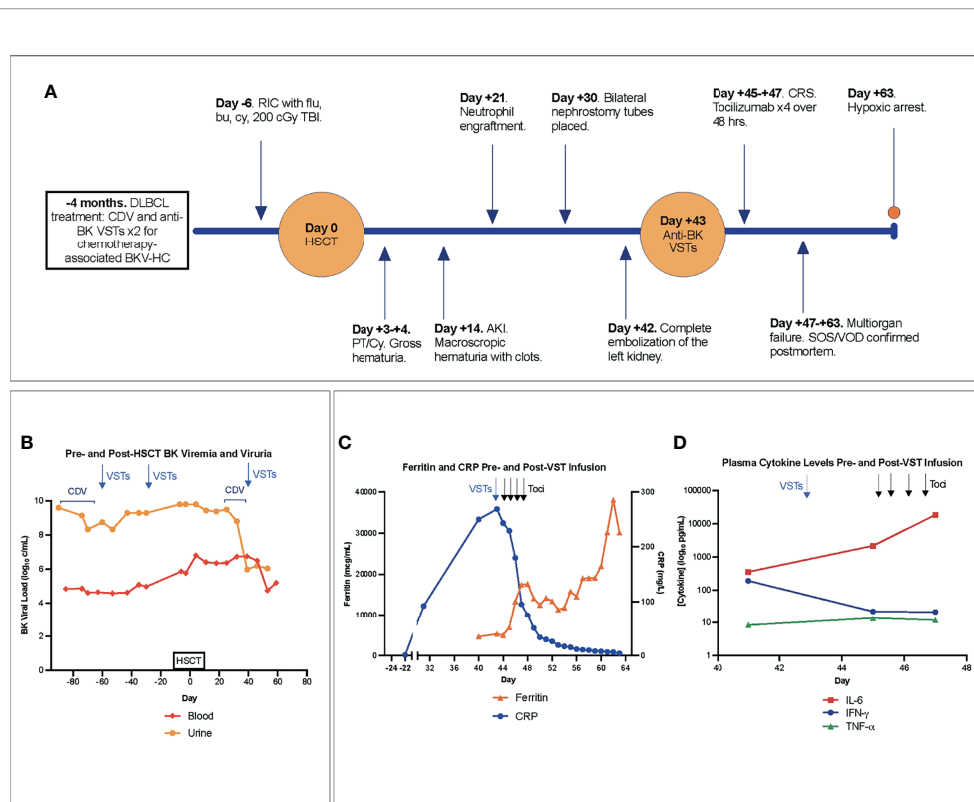 A
Day -6. RIC with flu,
bu, cy, 200 cGy TBI.
Day +21.
Neutrophil
engraftment.
Day +30. Bilateral
nephrostomy tubes
placed.
Day +45-+47. CRS.
Tocilizumab x4 over
48 hrs.
Day +63.
Hypoxic arrest.
-4 months. DLBCL
treatment: CDV and anti-
BK VSTs x2 for
chemotherapy-
associated BKV-HC
Day 0
HSCT
Day +43
Anti-BK
VSTs
Day +3-+4.
PT/Cy. Gross
hematuria.
Day +14. AKI.
Macroscopic
hematuria with clots.
Day +42. Complete
embolization of the
left kidney.
Day +47-+63. Multiorgan
failure. SOS/VOD confirmed
postmortem.
B
Pre- and Post-HSCT BK Viremia and Viruria
CDV
VSTs
VSTs
CDV
VSTs
BK Viral Load (log10 c/mL)
10
8
6
4
2
0
HSCT
-80 -60 -40 -20 0 20 40 60 80
Day
Blood
Urine
C
Ferritin and CRP Pre- and Post-VST Infusion
VSTs
Toci
Ferritin (mcg/mL)
40000
30000
20000
10000
0
CRP (mg/L)
300
200
100
0
-24 -22 32 36 40 44 48 52 56 60 64
Day
Ferritin
CRP
D
Plasma Cytokine Levels Pre- and Post-VST Infusion
VSTs
Toci
[Cytokine] (log10 pg/mL)
100000
10000
1000
100
10
1
40 42 44 46 48
Day
IL-6
IFN-γ
TNF-α